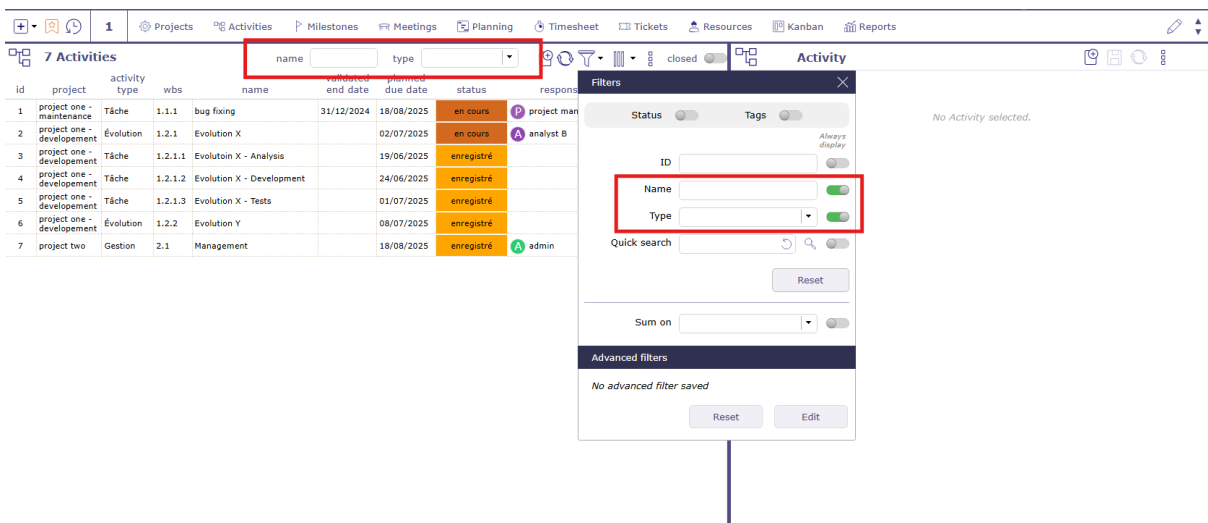 1 Projects Activities Milestones Meetings Planning Timesheet Tickets Resources Kanban Reports
7 Activities name type closed Activity
id project activity type wbs name validated end date planned due date status respons
1 project one - maintenance Tâche 1.1.1 bug fixing 31/12/2024 18/08/2025 en cours P project man
2 project one - developement Évolution 1.2.1 Evolution X 02/07/2025 en cours A analyst B
3 project one - developement Tâche 1.2.1.1 Evolutoin X - Analysis 19/06/2025 enregistré
4 project one - developement Tâche 1.2.1.2 Evolution X - Development 24/06/2025 enregistré
5 project one - developement Tâche 1.2.1.3 Evolution X - Tests 01/07/2025 enregistré
6 project one - developement Évolution 1.2.2 Evolution Y 08/07/2025 enregistré
7 project two Gestion 2.1 Management 18/08/2025 enregistré A admin
Filters
Status Tags
Always display
ID
Name
Type
Quick search
Reset
Sum on
Advanced filters
No advanced filter saved
Reset Edit
No Activity selected.